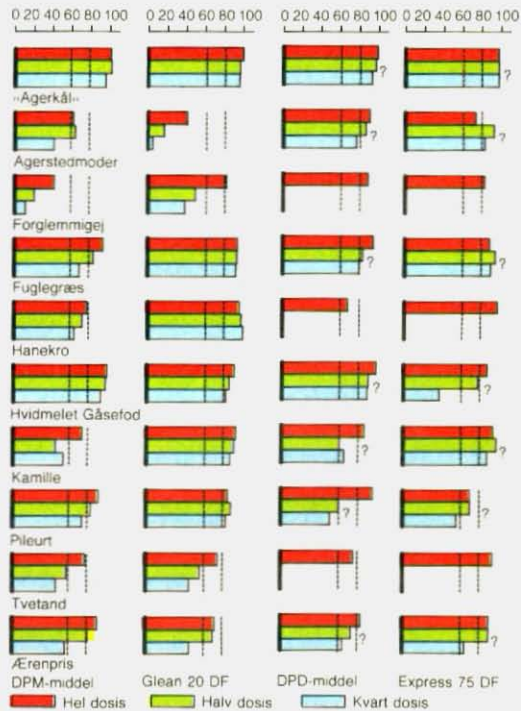 0 20 40 60 80 100 0 20 40 60 80 100 0 20 40 60 80 100 0 20 40 60 80 100
?
»Agerkål«
?
?
Agerstedmoder
Forglemmigej
?
?
Fuglegræs
Hanekro
?
?
Hvidmelet Gåsefod
?
?
Kamille
?
?
Pileurt
Tvetand
?
?
Ærenpris
DPM-middel Glean 20 DF DPD-middel Express 75 DF
Hel dosis Halv dosis Kvart dosis